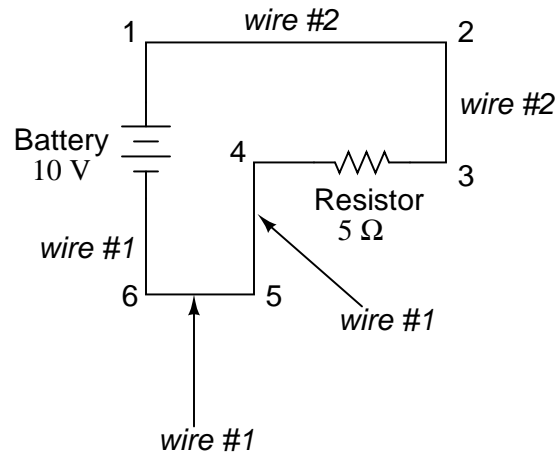 1
wire #2
2
wire #2
Battery
10 V
4
3
Resistor
5 Ω
wire #1
6
5
wire #1
wire #1